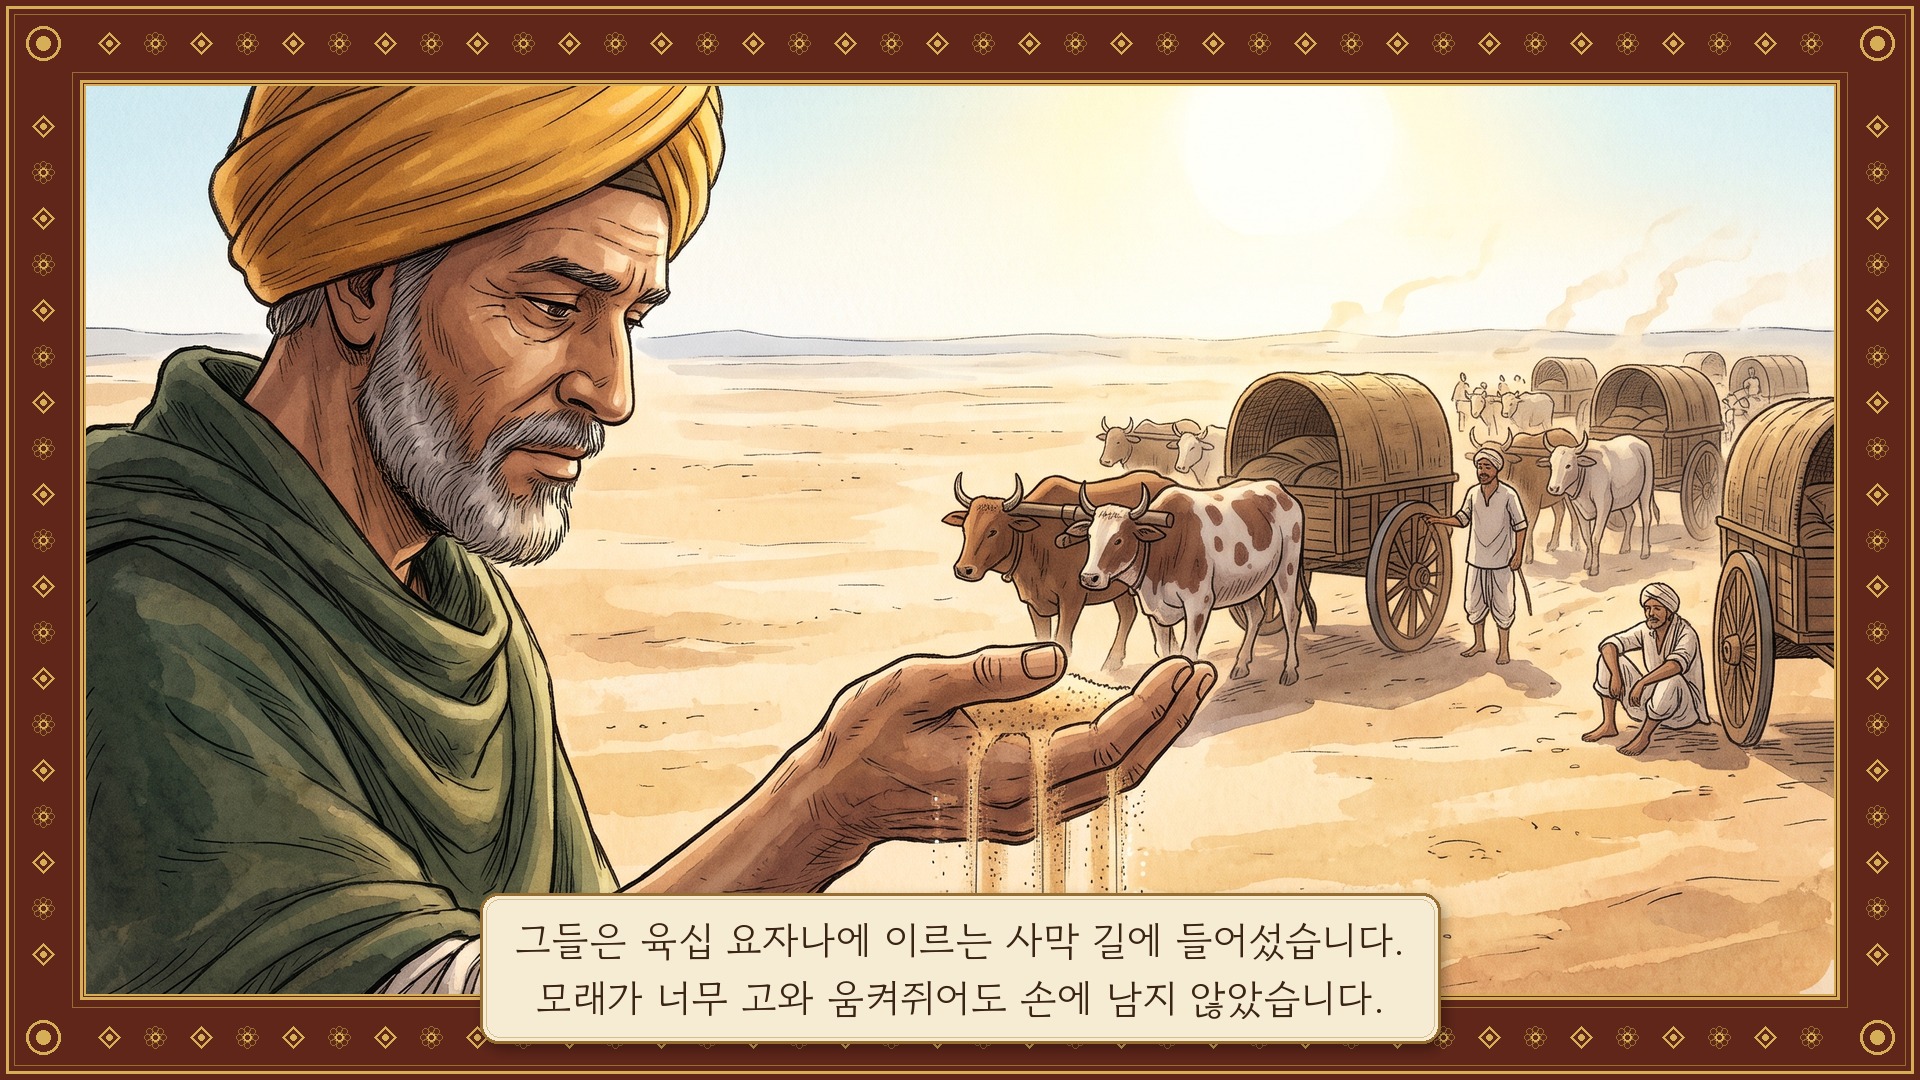 그들은 육십 요자나에 이르는 사막 길에 들어섰습니다.
모래가 너무 고와 움켜쥐어도 손에 남지 않았습니다.